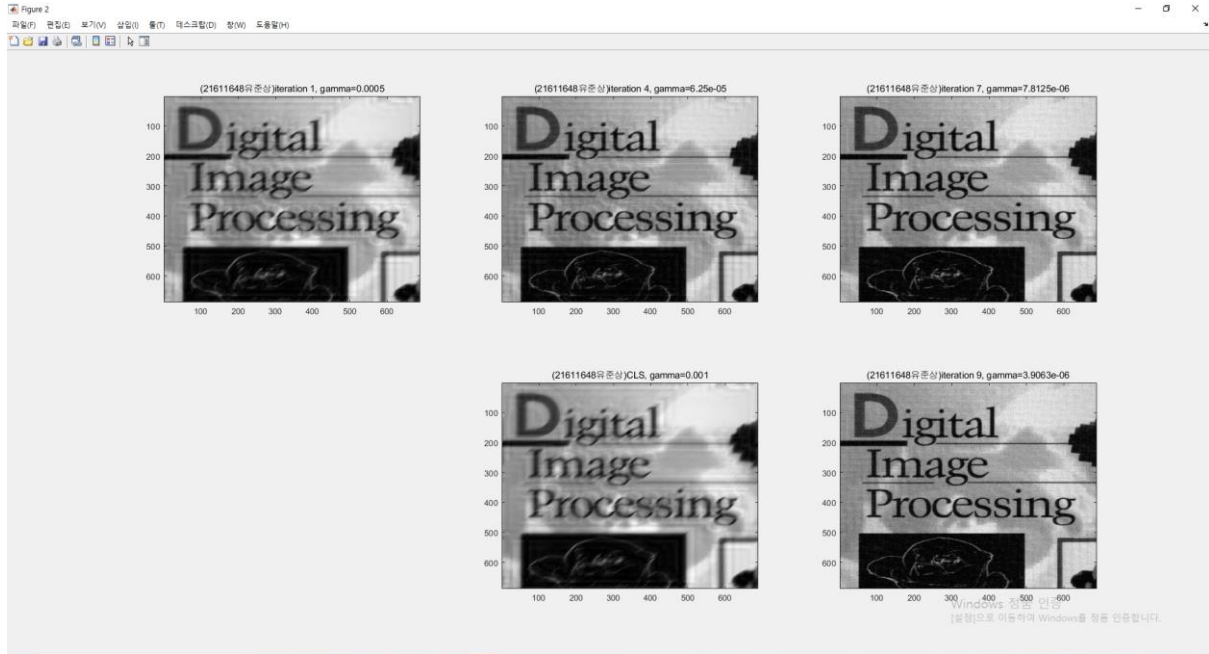 Figure 2
파일(F) 편집(E) 보기(V) 삽입(I) 툴(T) 데스크탑(D) 창(W) 도움말(H)
(21611648유준상)iteration 1, gamma=0.0005
100
200
300
400
500
600
Digital
Image
Processing
100 200 300 400 500 600
(21611648유준상)iteration 4, gamma=6.25e-05
100
200
300
400
500
600
Digital
Image
Processing
100 200 300 400 500 600
(21611648유준상)iteration 7, gamma=7.8125e-06
100
200
300
400
500
600
Digital
Image
Processing
100 200 300 400 500 600
(21611648유준상)CLS, gamma=0.001
100
200
300
400
500
600
Digital
Image
Processing
100 200 300 400 500 600
(21611648유준상)iteration 9, gamma=3.9063e-06
100
200
300
400
500
600
Digital
Image
Processing
100 200 300 400 500 600
Windows 정품 인증
[설정]으로 이동하여 Windows를 정품 인증합니다.